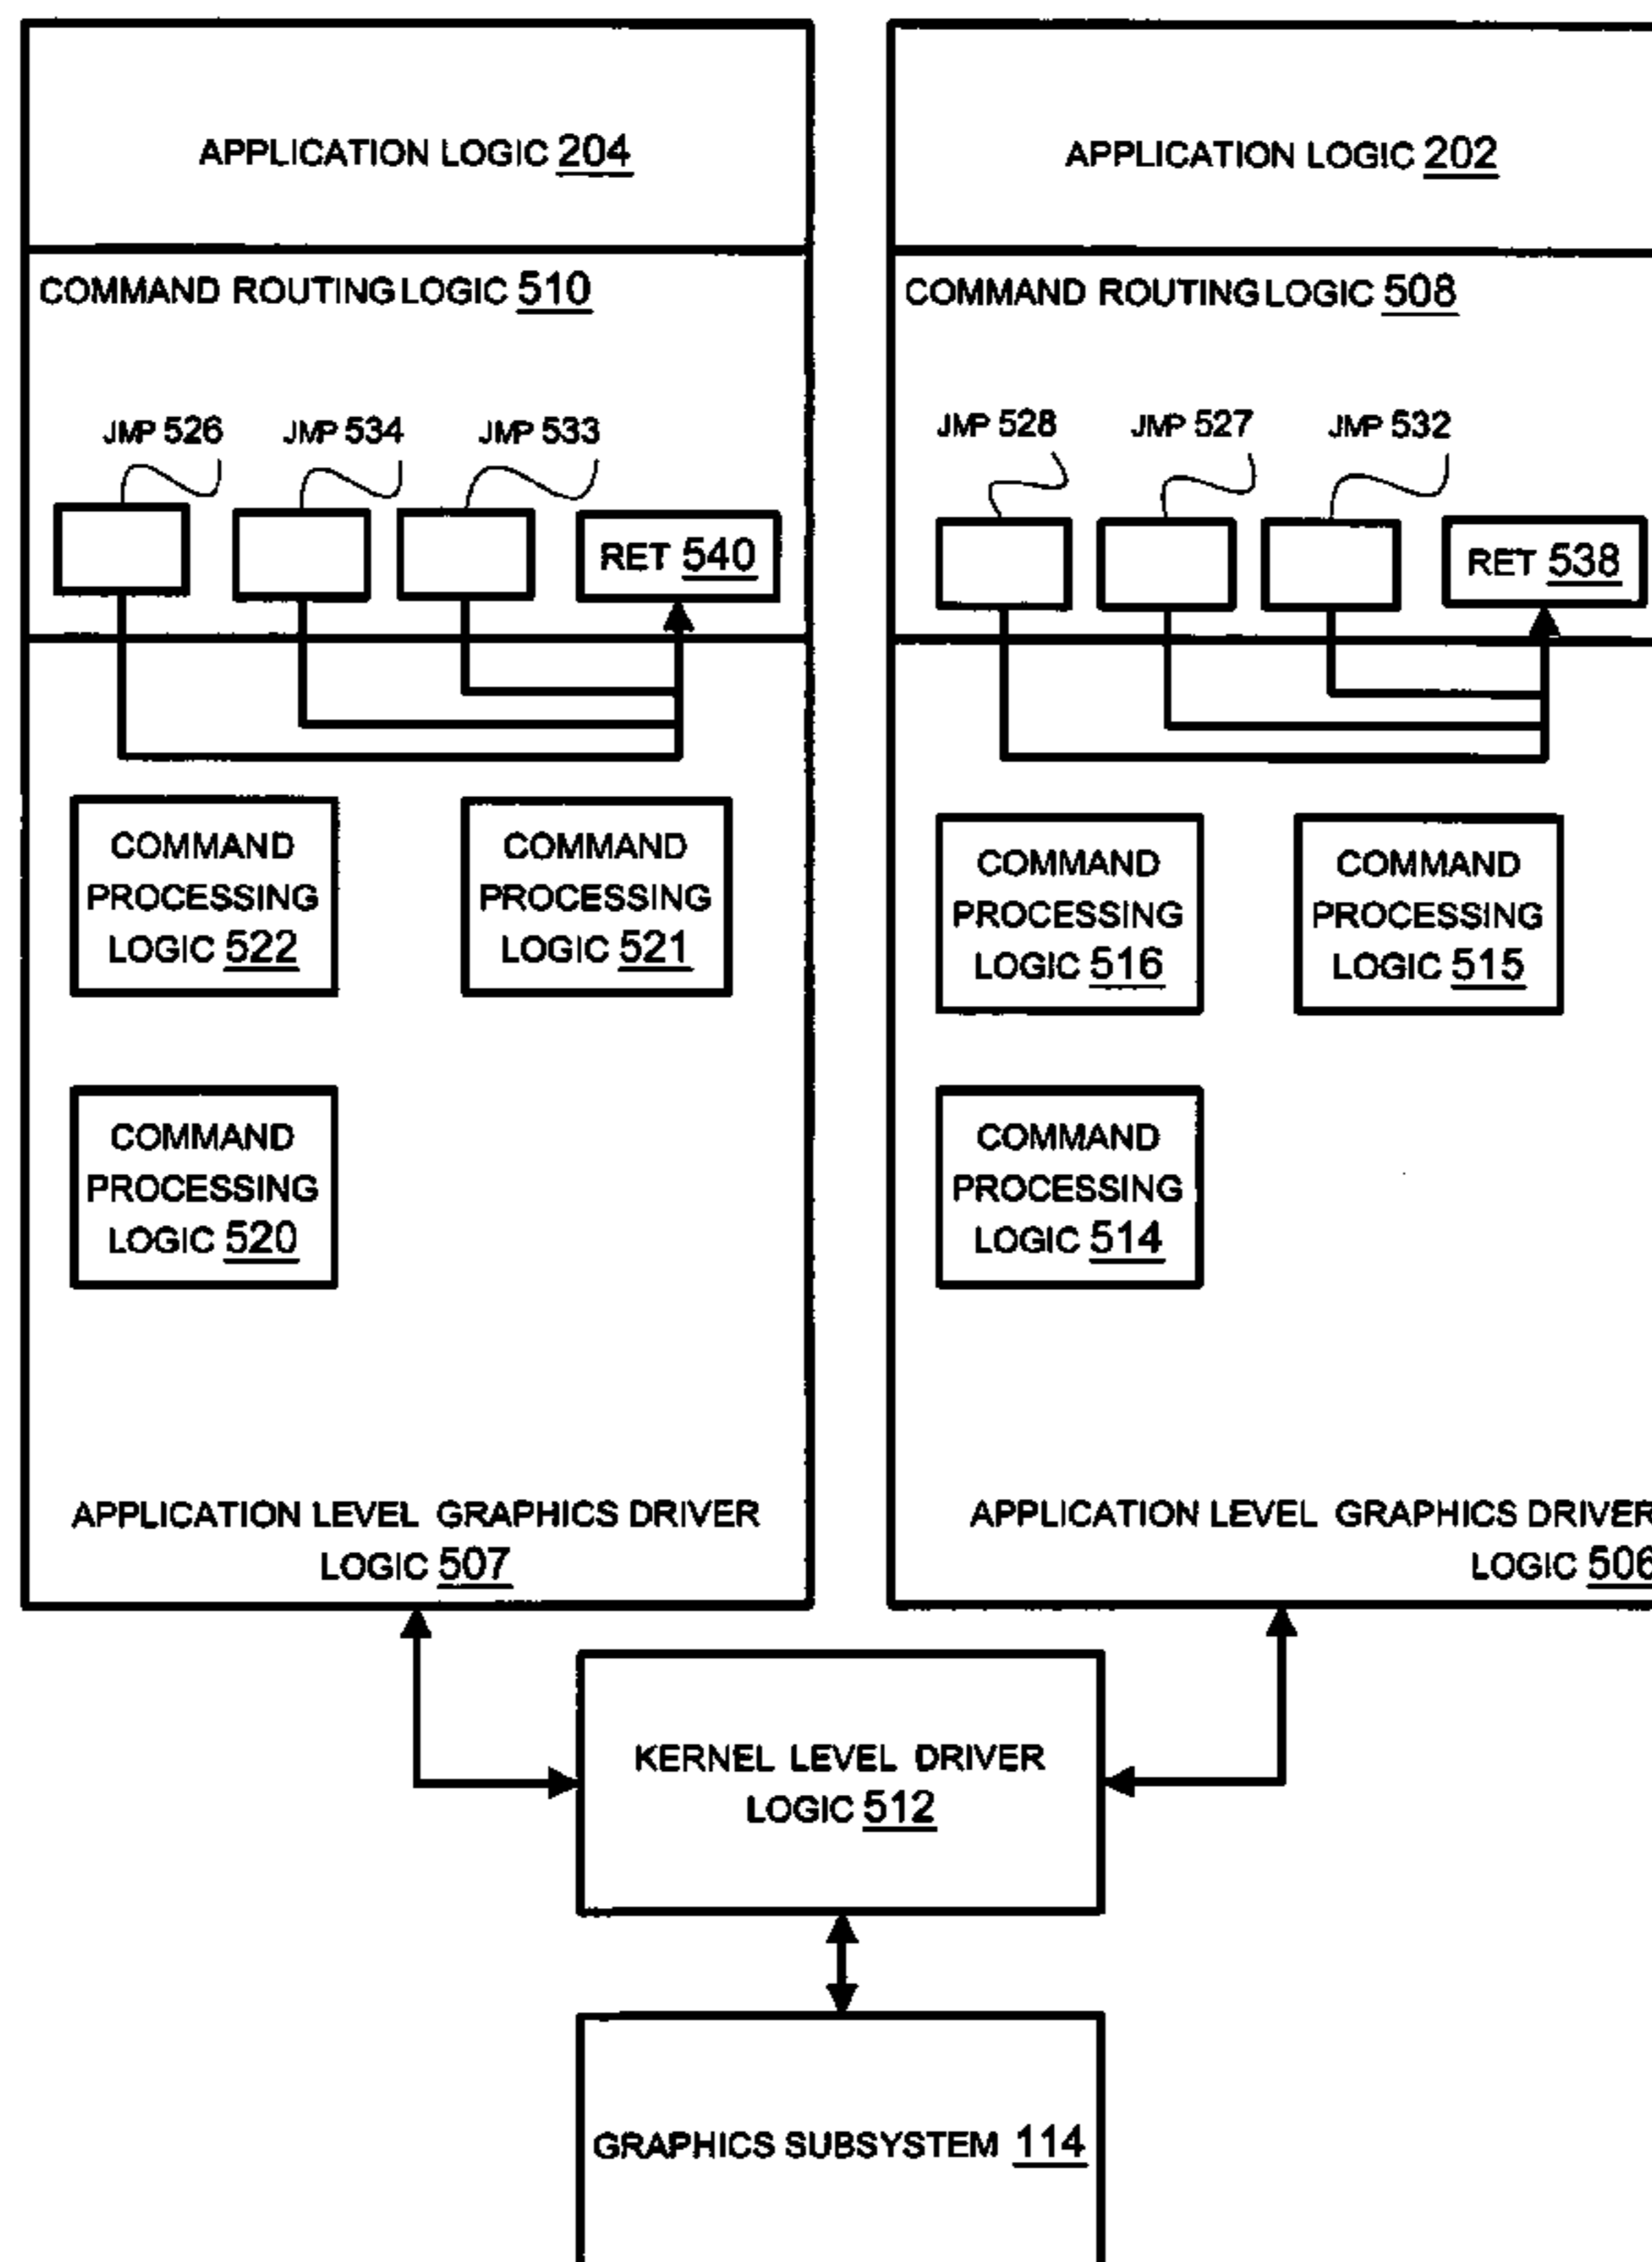 APPLICATION LOGIC 204
COMMAND ROUTING LOGIC 510
JMP 526
JMP 534
JMP 533
RET 540
COMMAND
PROCESSING
LOGIC 522
COMMAND
PROCESSING
LOGIC 521
COMMAND
PROCESSING
LOGIC 520
APPLICATION LEVEL GRAPHICS DRIVER
LOGIC 507
APPLICATION LOGIC 202
COMMAND ROUTING LOGIC 508
JMP 528
JMP 527
JMP 532
RET 538
COMMAND
PROCESSING
LOGIC 516
COMMAND
PROCESSING
LOGIC 515
COMMAND
PROCESSING
LOGIC 514
APPLICATION LEVEL GRAPHICS DRIVER
LOGIC 506
KERNEL LEVEL DRIVER
LOGIC 512
GRAPHICS SUBSYSTEM 114